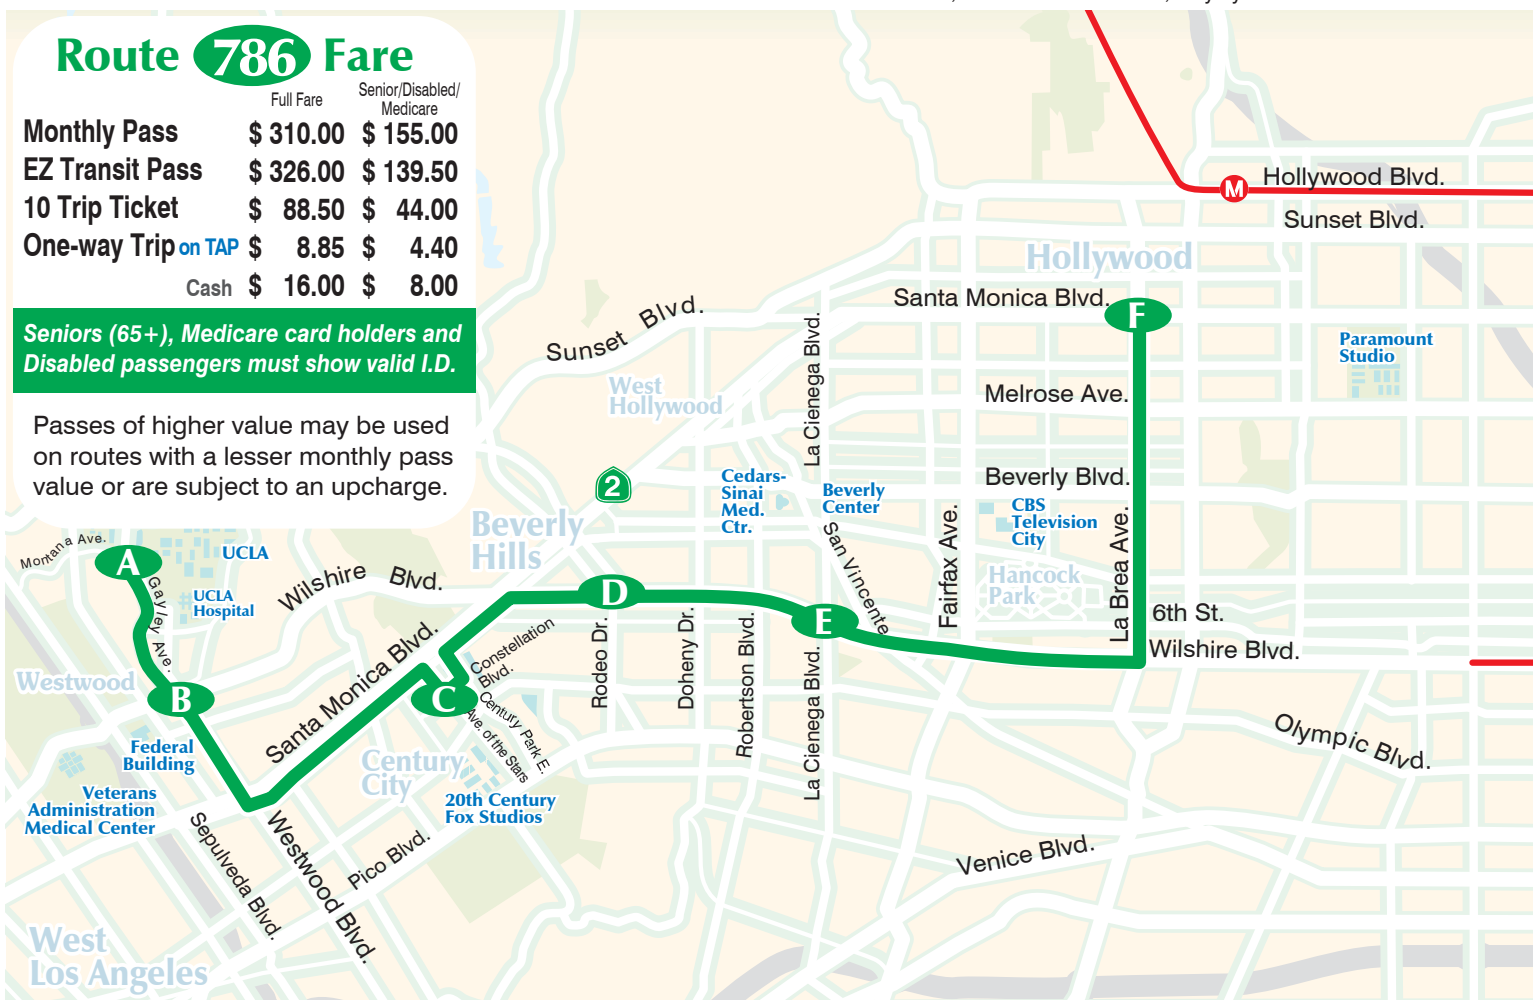 Route 786 Fare
Full Fare
Senior/Disabled/
Medicare
Monthly Pass $ 310.00 $ 155.00
EZ Transit Pass $ 326.00 $ 139.50
10 Trip Ticket $ 88.50 $ 44.00
One-way Trip on TAP $ 8.85 $ 4.40
Cash $ 16.00 $ 8.00
Seniors (65+), Medicare card holders and
Disabled passengers must show valid I.D.
Passes of higher value may be used
on routes with a lesser monthly pass
value or are subject to an upcharge.
M
Hollywood Blvd.
Sunset Blvd.
Hollywood
Santa Monica Blvd.
F
Sunset Blvd.
La Cienega Blvd.
Paramount
Studio
West
Hollywood
Melrose Ave.
2
Cedars-
Sinai
Med.
Ctr.
Beverly
Center
Beverly Blvd.
CBS
Television
City
Beverly
Hills
San Vincente
Fairfax Ave.
La Brea Ave.
Hancock
Park
6th St.
Wilshire Blvd.
Montana Ave.
A
UCLA
UCLA
Hospital
Gayley Ave.
Wilshire Blvd.
D
E
Rodeo Dr.
Doheny Dr.
Robertson Blvd.
La Cienega Blvd.
Westwood
B
Santa Monica Blvd.
Constellation
Blvd.
C
Century Park E.
Ave. of the Stars
Olympic Blvd.
Federal
Building
Century
City
Veterans
Administration
Medical Center
20th Century
Fox Studios
Sepulveda Blvd.
Westwood Blvd.
Pico Blvd.
Venice Blvd.
West
Los Angeles